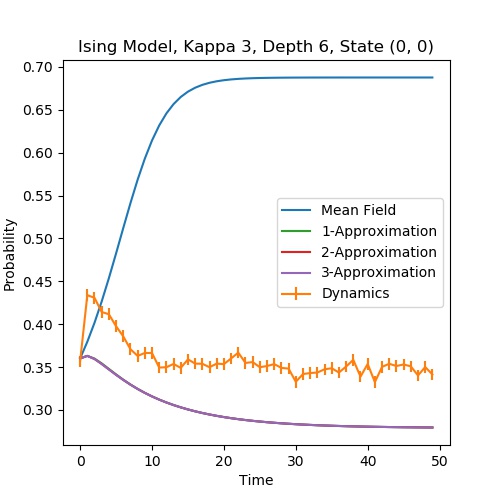 Ising Model, Kappa 3, Depth 6, State (0, 0)
0.70
0.65
0.60
0.55
0.50
0.45
0.40
0.35
0.30
Probability
Mean Field
1-Approximation
2-Approximation
3-Approximation
Dynamics
0 10 20 30 40 50
Time